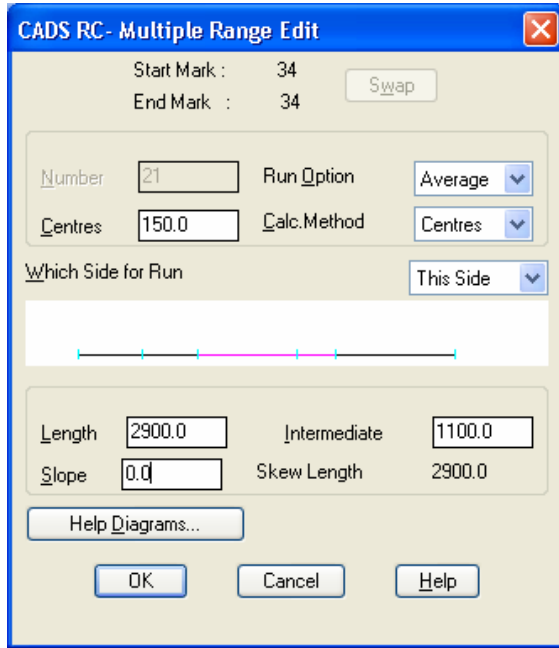 CADS RC- Multiple Range Edit
Start Mark : 34
Swap
End Mark : 34
Number 21 Run Option Average
Centres 150.0 Calc.Method Centres
Which Side for Run This Side
Length 2900.0 Intermediate 1100.0
Slope 0.0 Skew Length 2900.0
Help Diagrams...
OK Cancel Help